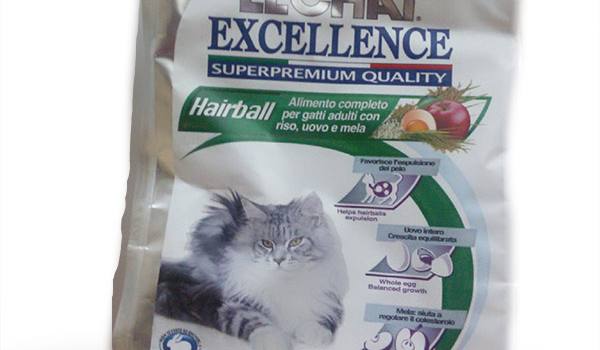 LECHAT®
EXCELLENCE
SUPERPREMIUM QUALITY
Hairball
Alimento completo
per gatti adulti con
riso, uovo e mela
Favorisce l'espulsione
del pelo
Helps hairballs
expulsion
Uovo intero
Crescita equilibrata
Whole egg
Balanced growth
Mela: aiuta a
regolare il colesterolo